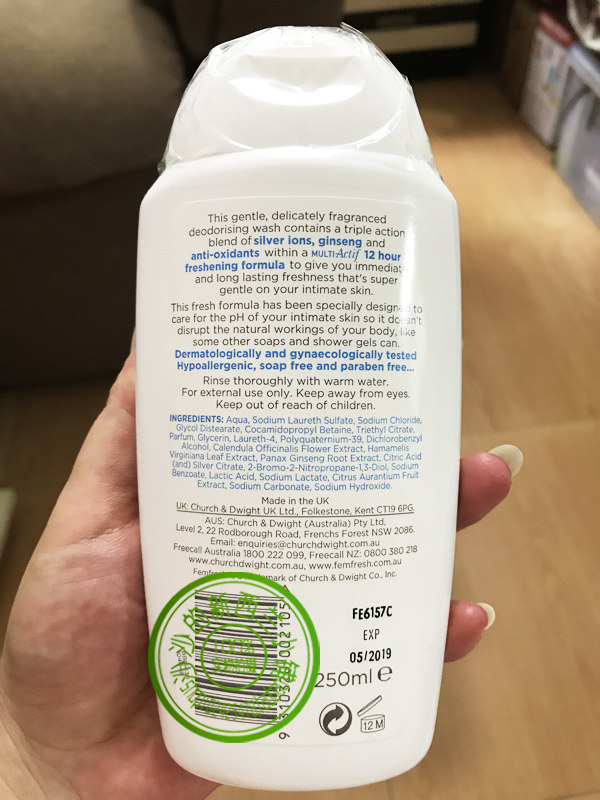 This gentle, delicately fragranced
deodorising wash contains a triple action
blend of silver ions, ginseng and
anti-oxidants within a MULTI-Actif 12 hour
freshening formula to give you immediate
and long lasting freshness that's super
gentle on your intimate skin.
This fresh formula has been specially designed to
care for the pH of your intimate skin so it doesn't
disrupt the natural workings of your body, like
some other soaps and shower gels can.
Dermatologically and gynaecologically tested
Hypoallergenic, soap free and paraben free...
Rinse thoroughly with warm water.
For external use only. Keep away from eyes.
Keep out of reach of children.
INGREDIENTS: Aqua, Sodium Laureth Sulfate, Sodium Chloride,
Glycol Distearate, Cocamidopropyl Betaine, Triethyl Citrate,
Parfum, Glycerin, Laureth-4, Polyquaternium-39, Dichlorobenzyl
Alcohol, Calendula Officinalis Flower Extract, Hamamelis
Virginiana Leaf Extract, Panax Ginseng Root Extract, Citric Acid
(and) Silver Citrate, 2-Bromo-2-Nitropropane-1,3-Diol, Sodium
Benzoate, Lactic Acid, Sodium Lactate, Citrus Aurantium Fruit
Extract, Sodium Carbonate, Sodium Hydroxide.
Made in the UK
UK: Church & Dwight UK Ltd., Folkestone, Kent CT19 6PG.
AUS: Church & Dwight (Australia) Pty Ltd,
Level 2, 22 Rodborough Road, Frenchs Forest NSW 2086.
Email: enquiries@churchdwight.com.au
Freecall Australia 1800 222 099, Freecall NZ: 0800 380 218
www.churchdwight.com.au, www.femfresh.com.au
of Church & Dwight Co., Inc.
FE6157C
EXP
05/2019
250ml e
12 M